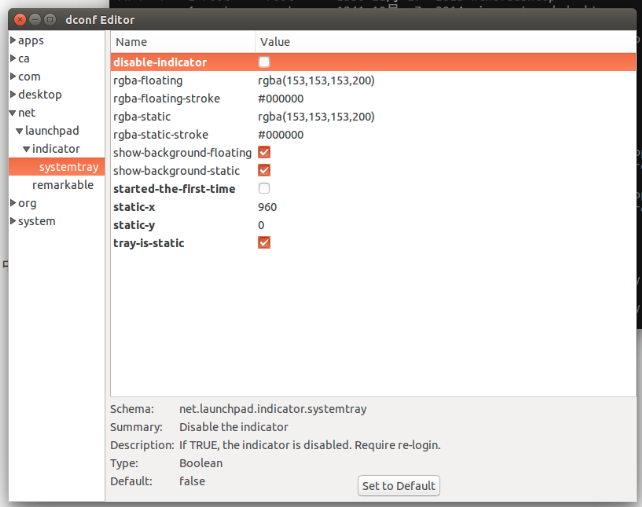 dconf Editor
apps
ca
com
desktop
net
launchpad
indicator
systemtray
remarkable
org
system
Name Value
disable-indicator
rgba-floating rgba(153,153,153,200)
rgba-floating-stroke #000000
rgba-static rgba(153,153,153,200)
rgba-static-stroke #000000
show-background-floating
show-background-static
started-the-first-time
static-x 960
static-y 0
tray-is-static
Schema: net.launchpad.indicator.systemtray
Summary: Disable the indicator
Description: If TRUE, the indicator is disabled. Require re-login.
Type: Boolean
Default: false
Set to Default